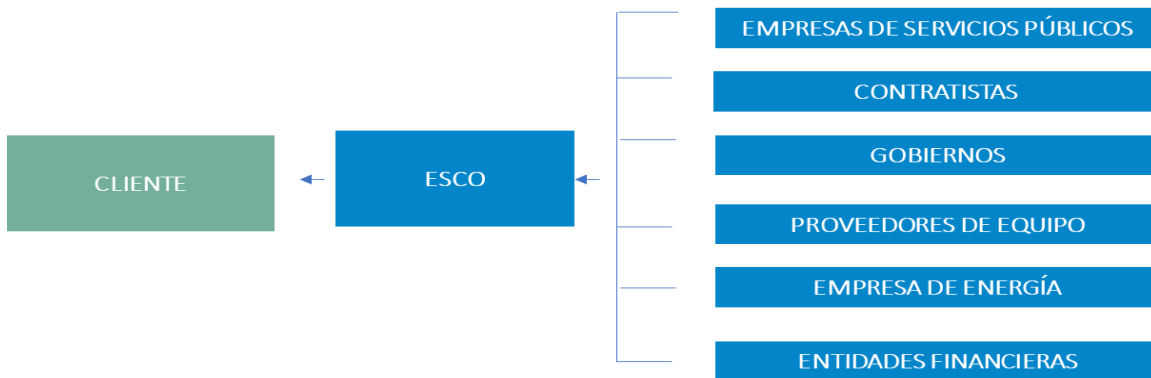 EMPRESAS DE SERVICIOS PÚBLICOS
CONTRATISTAS
GOBIERNOS
CLIENTE
ESCO
PROVEEDORES DE EQUIPO
EMPRESA DE ENERGÍA
ENTIDADES FINANCIERAS